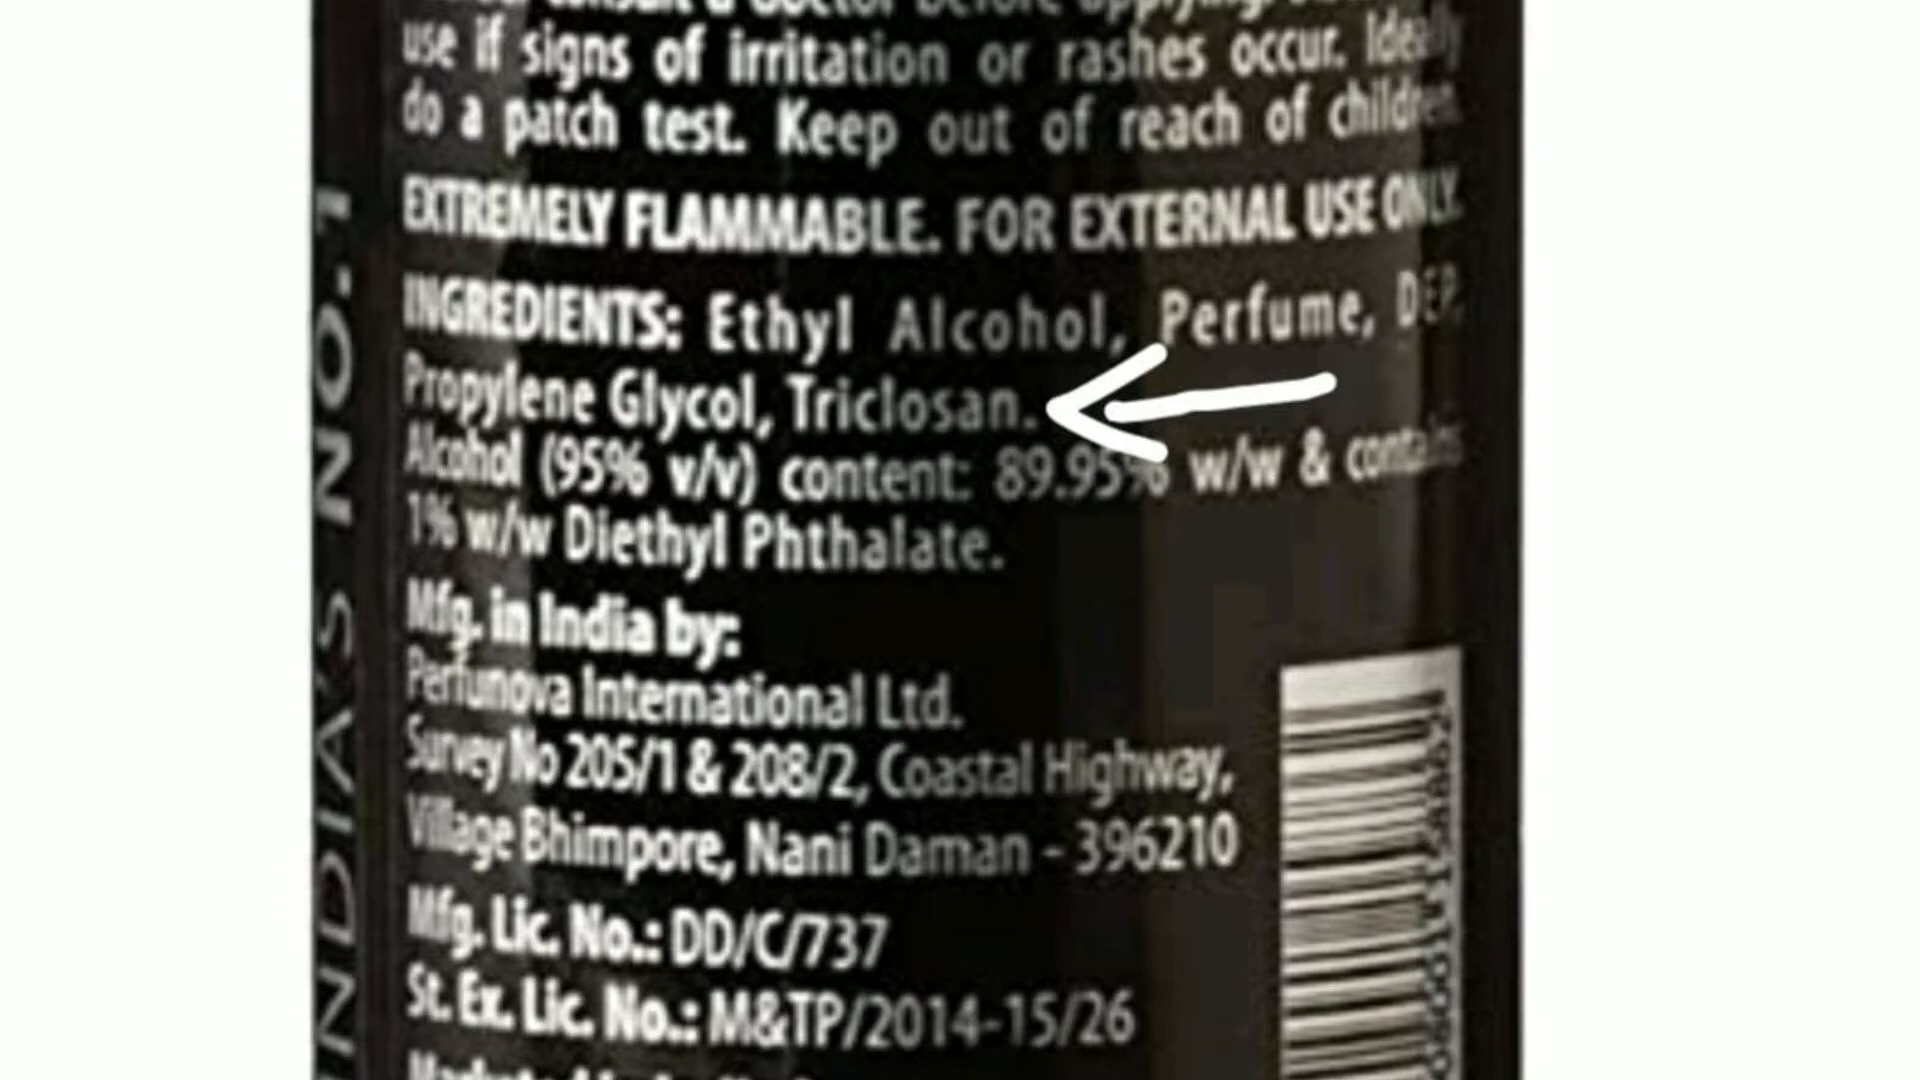 consult a doctor before applying.
use if signs of irritation or rashes occur. Ideally
do a patch test. Keep out of reach of children.
EXTREMELY FLAMMABLE. FOR EXTERNAL USE ONLY.
INGREDIENTS: Ethyl Alcohol, Perfume, DEP,
Propylene Glycol, Triclosan.
Alcohol (95% v/v) content: 89.95% w/w & contains
1% w/w Diethyl Phthalate.
Mfg. in India by:
Perfunova International Ltd.
Survey No 205/1 & 208/2, Coastal Highway,
Village Bhimpore, Nani Daman - 396210
Mfg. Lic. No.: DD/C/737
St. Ex. Lic. No.: M&TP/2014-15/26
INDIA'S NO.1